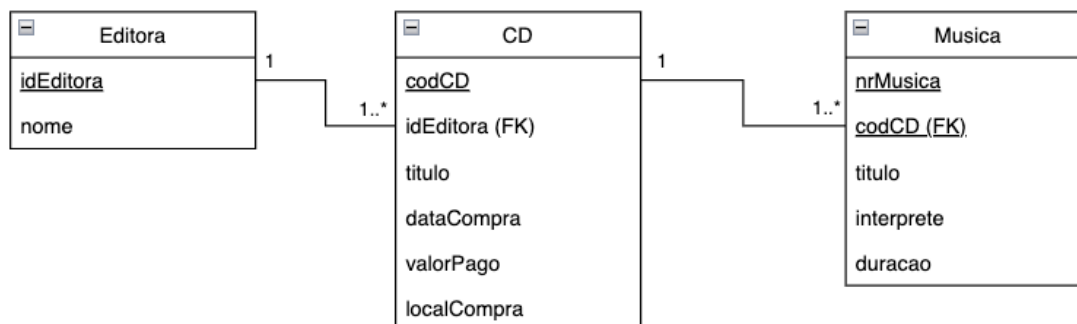 Editora
idEditora
nome
1
1..*
CD
codCD
idEditora (FK)
titulo
dataCompra
valorPago
localCompra
1
1..*
Musica
nrMusica
codCD (FK)
titulo
interprete
duracao